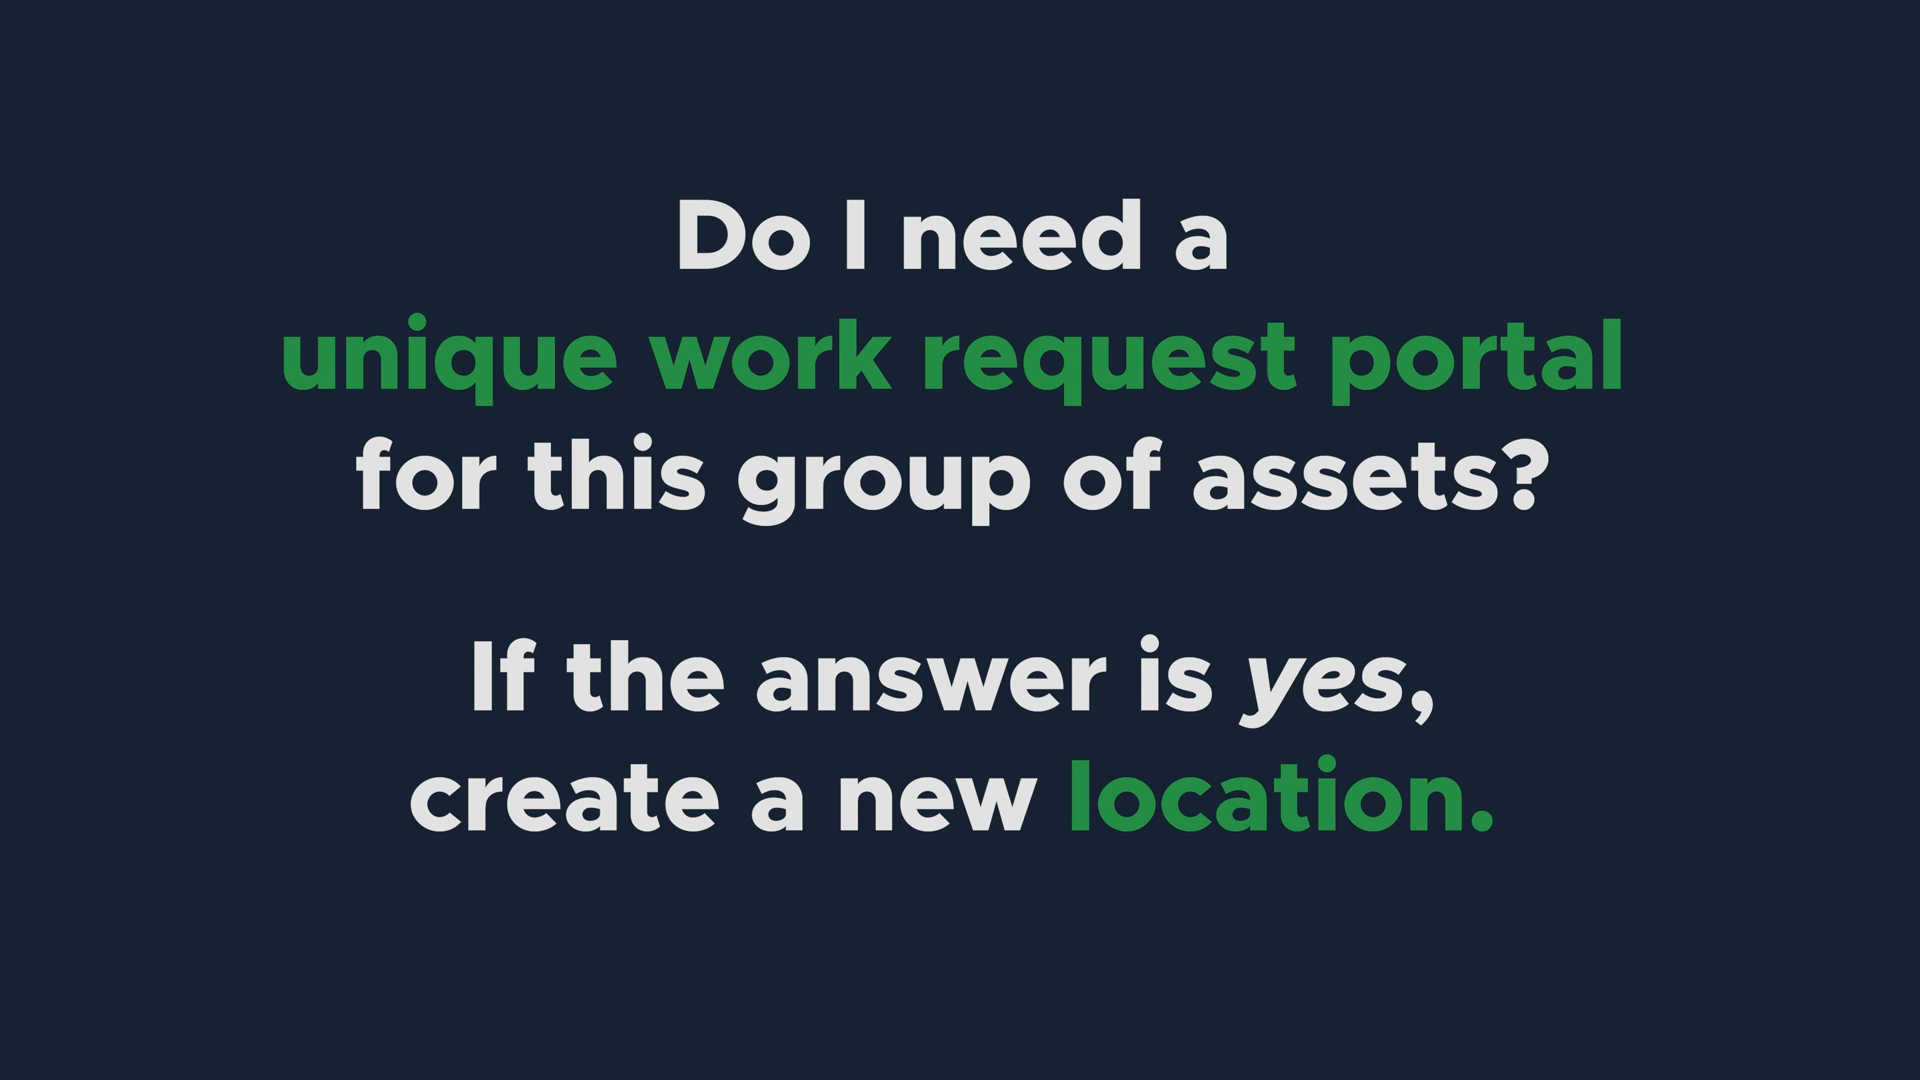 Do I need a
unique work request portal
for this group of assets?
If the answer is yes,
create a new location.